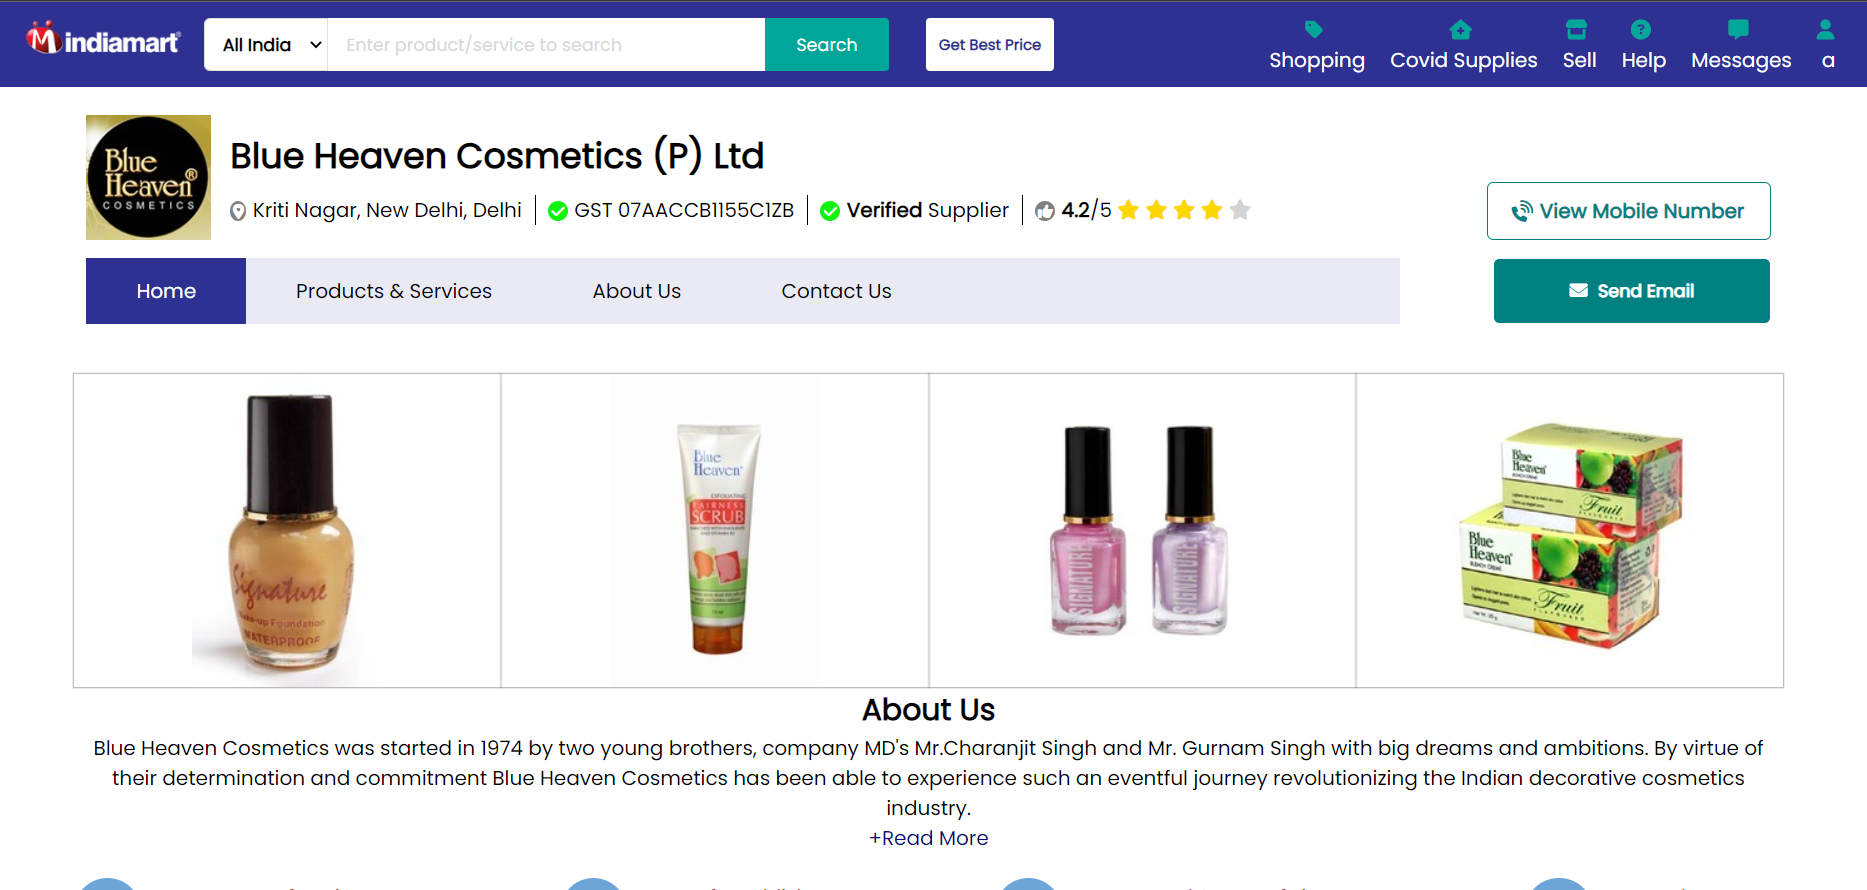 indiamart
All India
Enter product/service to search
Search
Get Best Price
Shopping
Covid Supplies
Sell
Help
Messages
a
Blue
Heaven®
COSMETICS
Blue Heaven Cosmetics (P) Ltd
Kriti Nagar, New Delhi, Delhi
GST 07AACCB1155C1ZB
Verified Supplier
4.2/5
View Mobile Number
Home
Products & Services
About Us
Contact Us
Send Email
Signature
Make-up Foundation
WATERPROOF
Blue
Heaven
EXFOLIATING
FAIRNESS
SCRUB
SIGNATURE
SIGNATURE
Blue
Heaven
BLEACH CREME
Fruit
FLAVOURED
Blue
Heaven
BLEACH CREME
Fruit
FLAVOURED
About Us
Blue Heaven Cosmetics was started in 1974 by two young brothers, company MD's Mr.Charanjit Singh and Mr. Gurnam Singh with big dreams and ambitions. By virtue of
their determination and commitment Blue Heaven Cosmetics has been able to experience such an eventful journey revolutionizing the Indian decorative cosmetics
industry.
+Read More